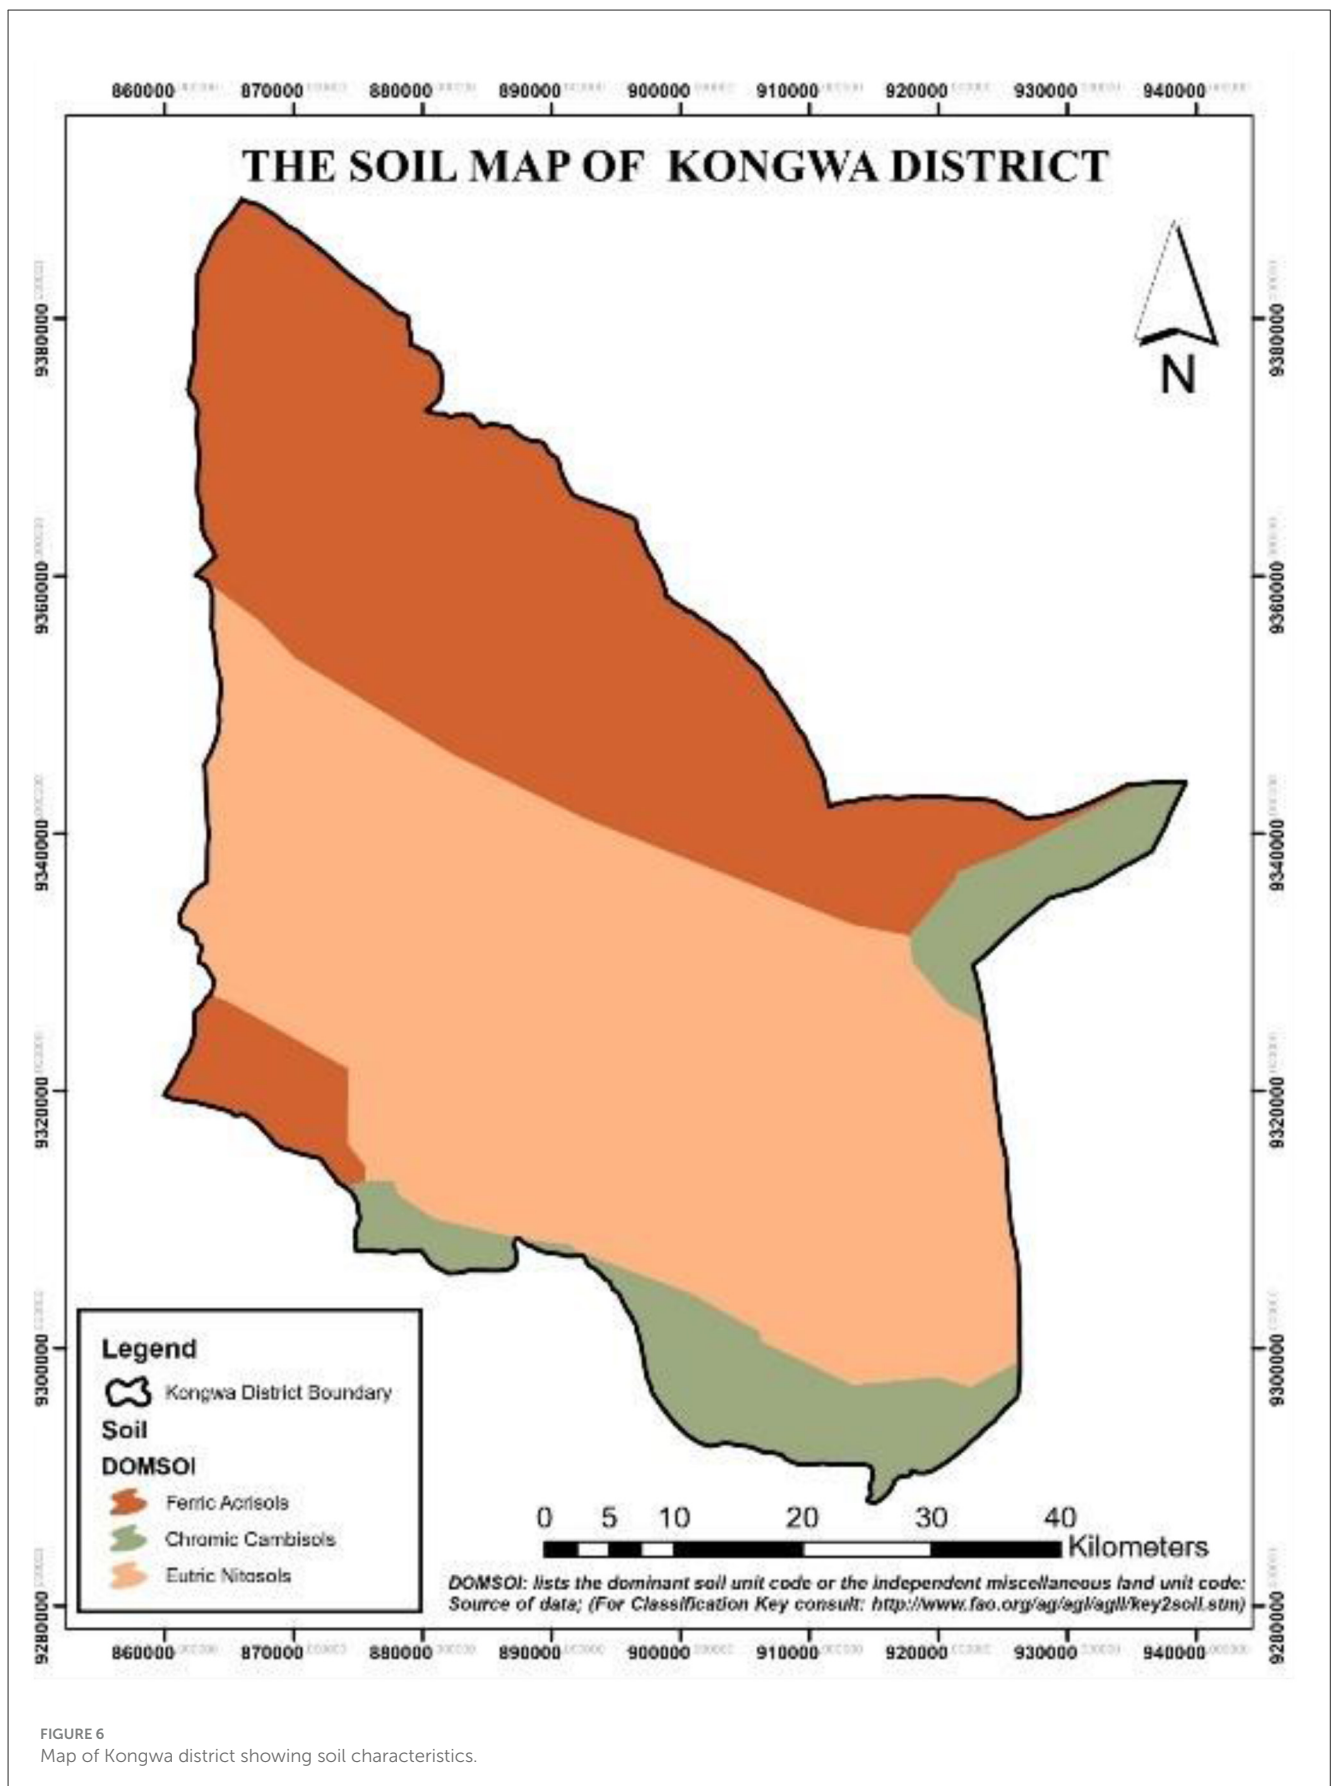 860000 870000 880000 890000 900000 910000 920000 930000 940000
THE SOIL MAP OF KONGWA DISTRICT
N
9380000 9380000
9360000 9360000
9340000 9340000
9320000 9320000
9300000 9300000
9280000 9280000
Legend
Kongwa District Boundary
Soil
DOMSOI
Ferric Acrisols
Chromic Cambisols
Eutric Nitosols
0 5 10 20 30 40
Kilometers
DOMSOI: lists the dominant soil unit code or the independent miscellaneous land unit code:
Source of data; (For Classification Key consult: http://www.fao.org/ag/agl/agll/key2soil.stm)
860000 870000 880000 890000 900000 910000 920000 930000 940000
FIGURE 6
Map of Kongwa district showing soil characteristics.